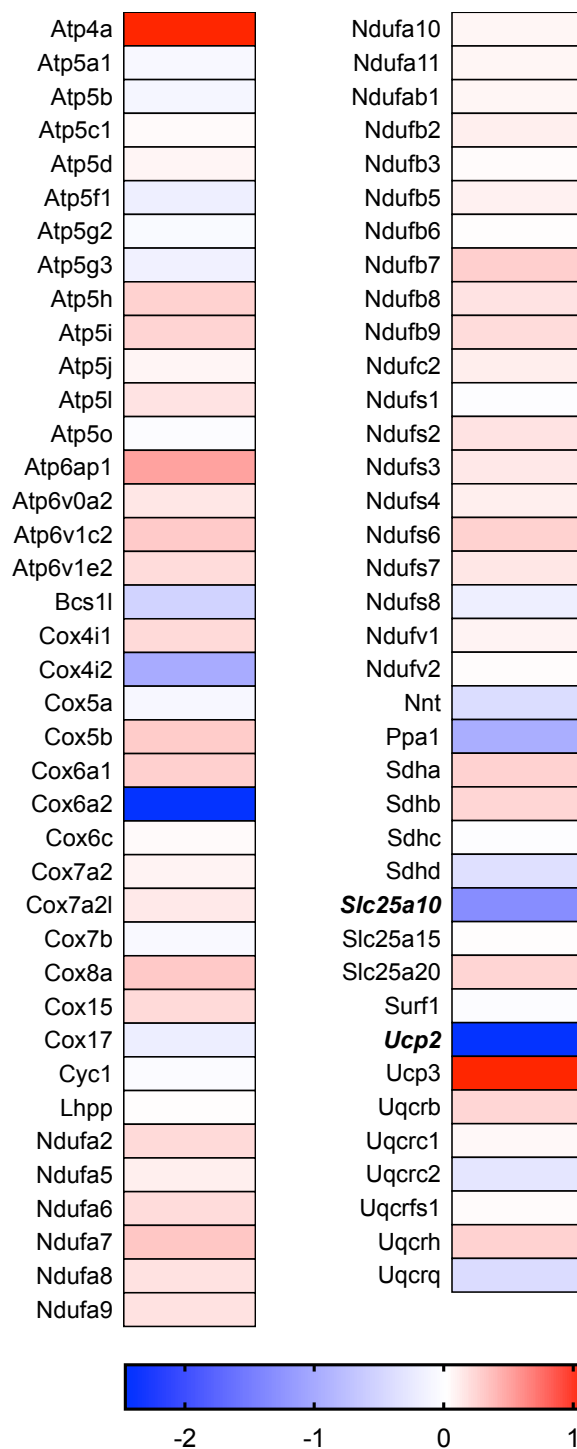 Atp4a
Atp5a1
Atp5b
Atp5c1
Atp5d
Atp5f1
Atp5g2
Atp5g3
Atp5h
Atp5i
Atp5j
Atp5l
Atp5o
Atp6ap1
Atp6v0a2
Atp6v1c2
Atp6v1e2
Bcs1l
Cox4i1
Cox4i2
Cox5a
Cox5b
Cox6a1
Cox6a2
Cox6c
Cox7a2
Cox7a2l
Cox7b
Cox8a
Cox15
Cox17
Cyc1
Lhpp
Ndufa2
Ndufa5
Ndufa6
Ndufa7
Ndufa8
Ndufa9
Ndufa10
Ndufa11
Ndufab1
Ndufb2
Ndufb3
Ndufb5
Ndufb6
Ndufb7
Ndufb8
Ndufb9
Ndufc2
Ndufs1
Ndufs2
Ndufs3
Ndufs4
Ndufs6
Ndufs7
Ndufs8
Ndufv1
Ndufv2
Nnt
Ppa1
Sdha
Sdhb
Sdhc
Sdhd
Slc25a10
Slc25a15
Slc25a20
Surf1
Ucp2
Ucp3
Uqcrb
Uqcrc1
Uqcrc2
Uqcrfs1
Uqcrh
Uqcrq
-2 -1 0 1